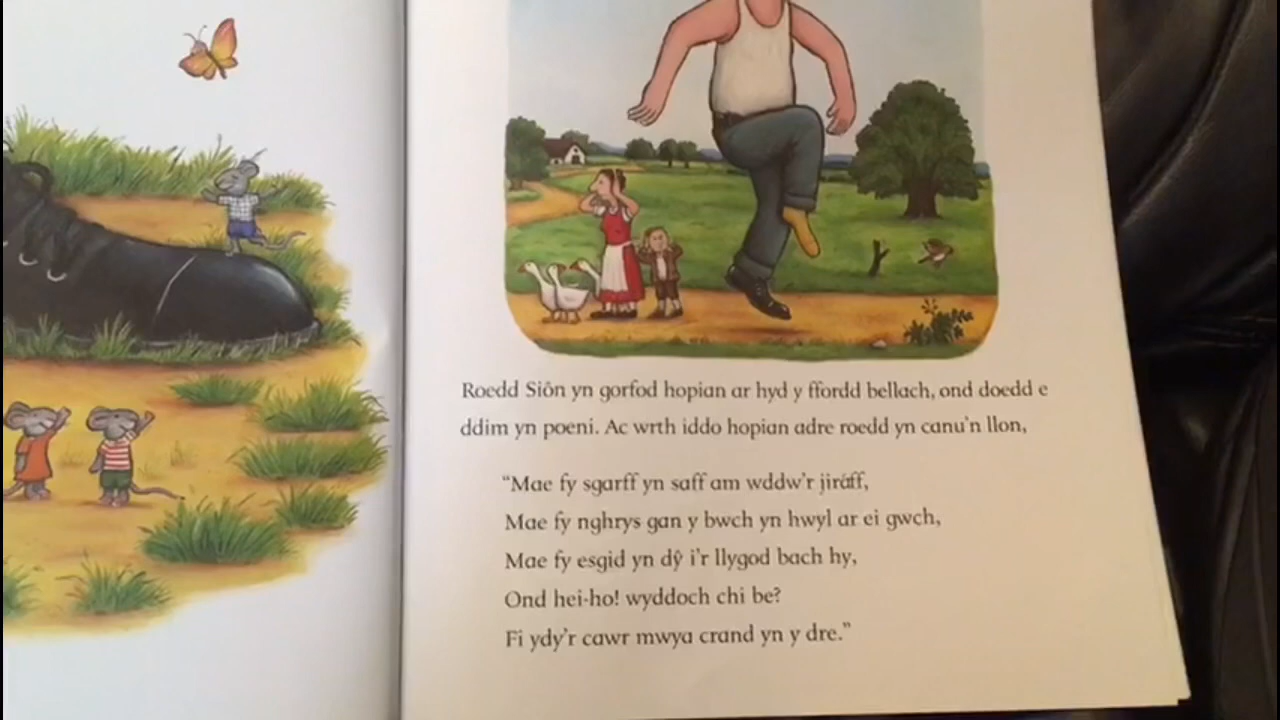 Roedd Siôn yn gorfod hopian ar hyd y ffordd bellach, ond doedd e
ddim yn poeni. Ac wrth iddo hopian adre roedd yn canu'n llon,
“Mae fy sgarff yn saff am wddw'r jiráff,
Mae fy nghrys gan y bwch yn hwyl ar ei gwch,
Mae fy esgid yn dŷ i'r llygod bach hy,
Ond hei-ho! wyddoch chi be?
Fi ydy'r cawr mwya crand yn y dre.”